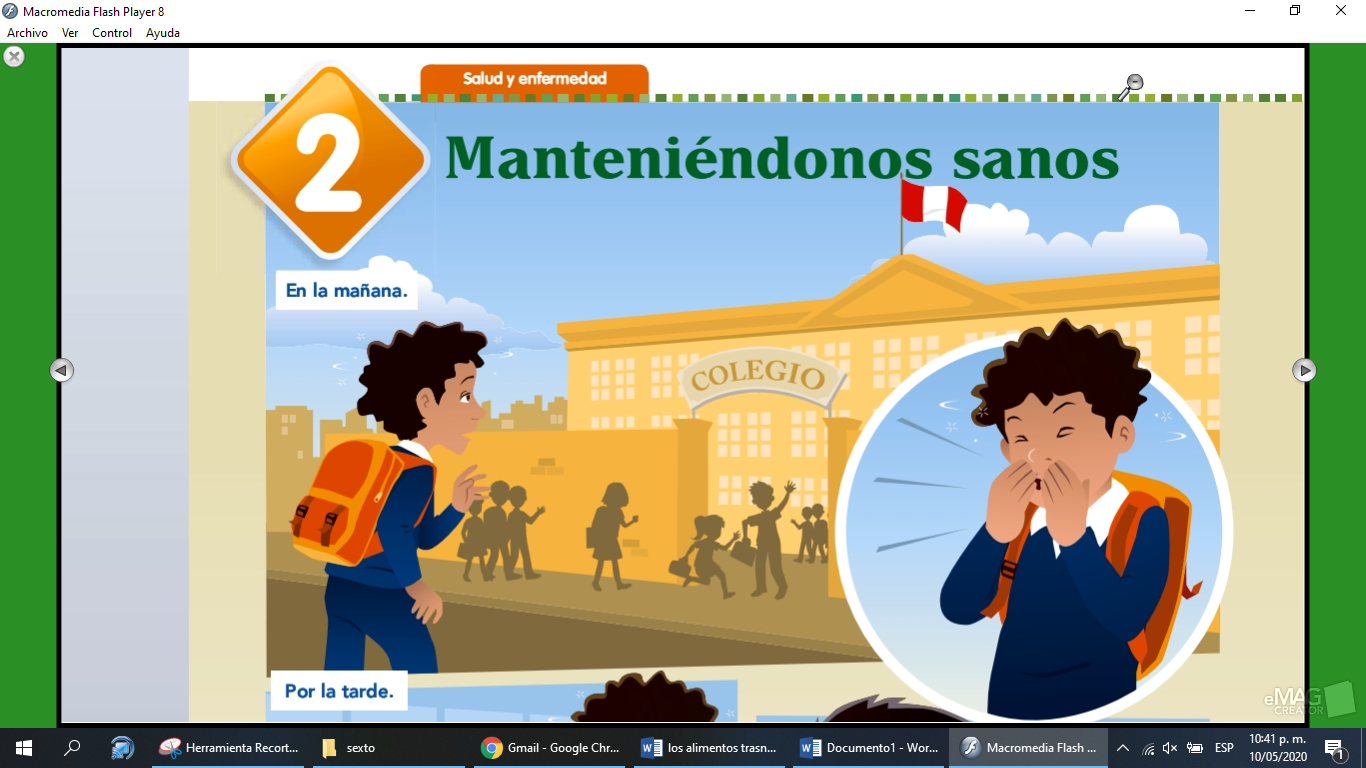 Macromedia Flash Player 8
Archivo Ver Control Ayuda
Salud y enfermedad
2
Manteniéndonos sanos
En la mañana.
COLEGIO
Por la tarde.
eMAG
CREATOR
Herramienta Recort...
sexto
Gmail - Google Chr...
los alimentos trasn...
Documento1 - Wor...
Macromedia Flash ...
ESP
10:41 p. m.
10/05/2020
1